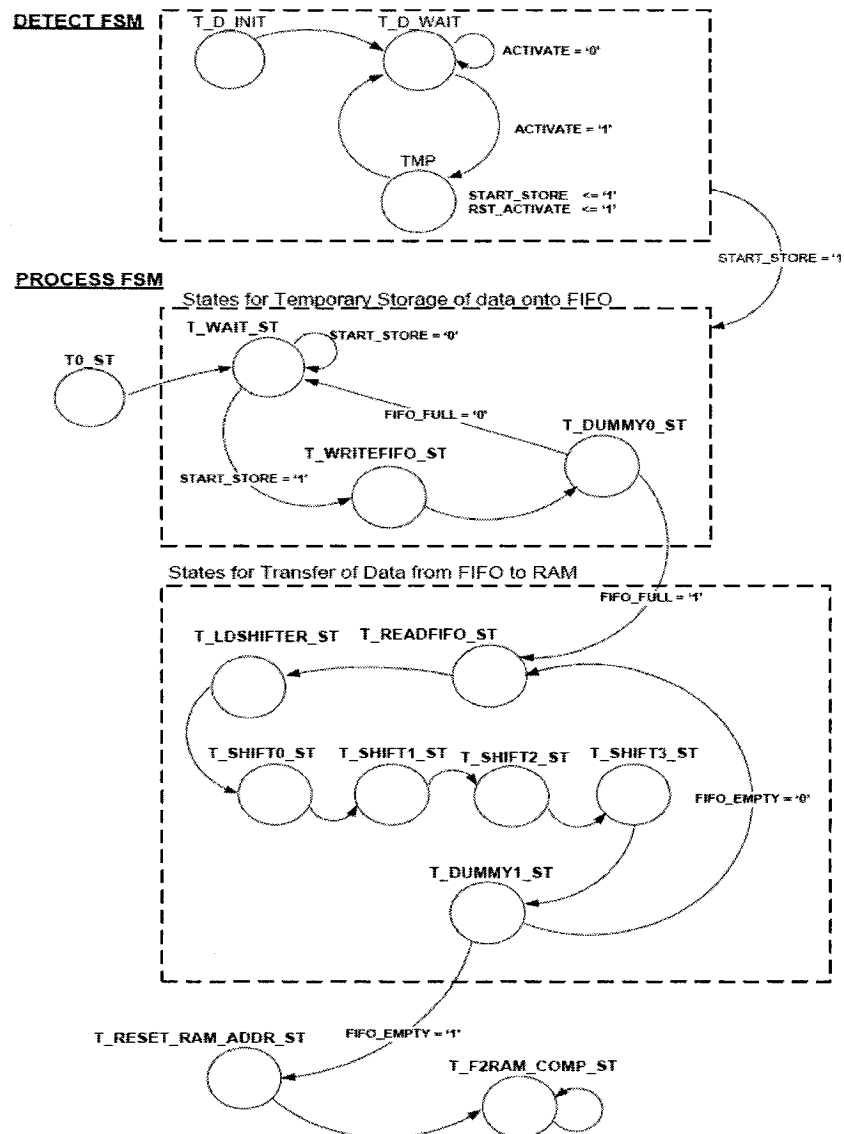 DETECT FSM
T_D_INIT
T_D_WAIT
ACTIVATE = '0'
ACTIVATE = '1'
TMP
START_STORE <= '1'
RST_ACTIVATE <= '1'
START_STORE = '1
PROCESS FSM
States for Temporary Storage of data onto FIFO
T_WAIT_ST
START_STORE = '0'
T0_ST
FIFO_FULL = '0'
T_DUMMY0_ST
T_WRITEFIFO_ST
START_STORE = '1'
States for Transfer of Data from FIFO to RAM
FIFO_FULL = '1'
T_LDSHIFTER_ST
T_READFIFO_ST
T_SHIFT0_ST
T_SHIFT1_ST
T_SHIFT2_ST
T_SHIFT3_ST
FIFO_EMPTY = '0'
T_DUMMY1_ST
T_RESET_RAM_ADDR_ST
FIFO_EMPTY = '1'
T_F2RAM_COMP_ST